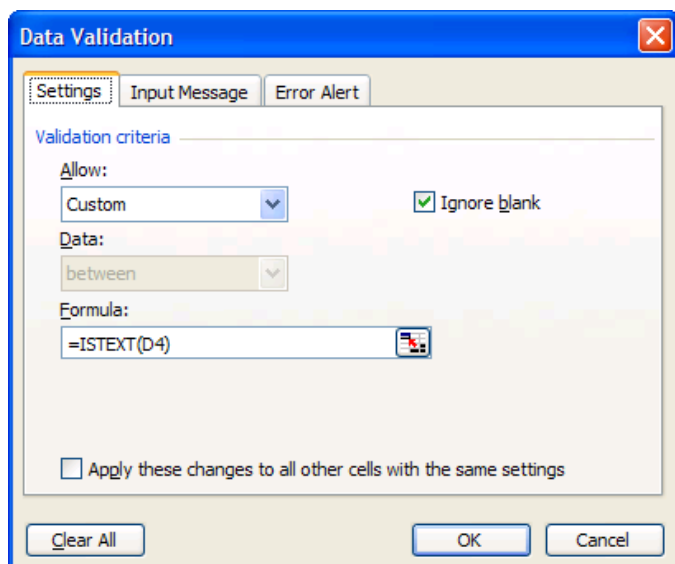 Data Validation
Settings Input Message Error Alert
Validation criteria
Allow:
Custom Ignore blank
Data:
between
Formula:
=ISTEXT(D4)
Apply these changes to all other cells with the same settings
Clear All OK Cancel